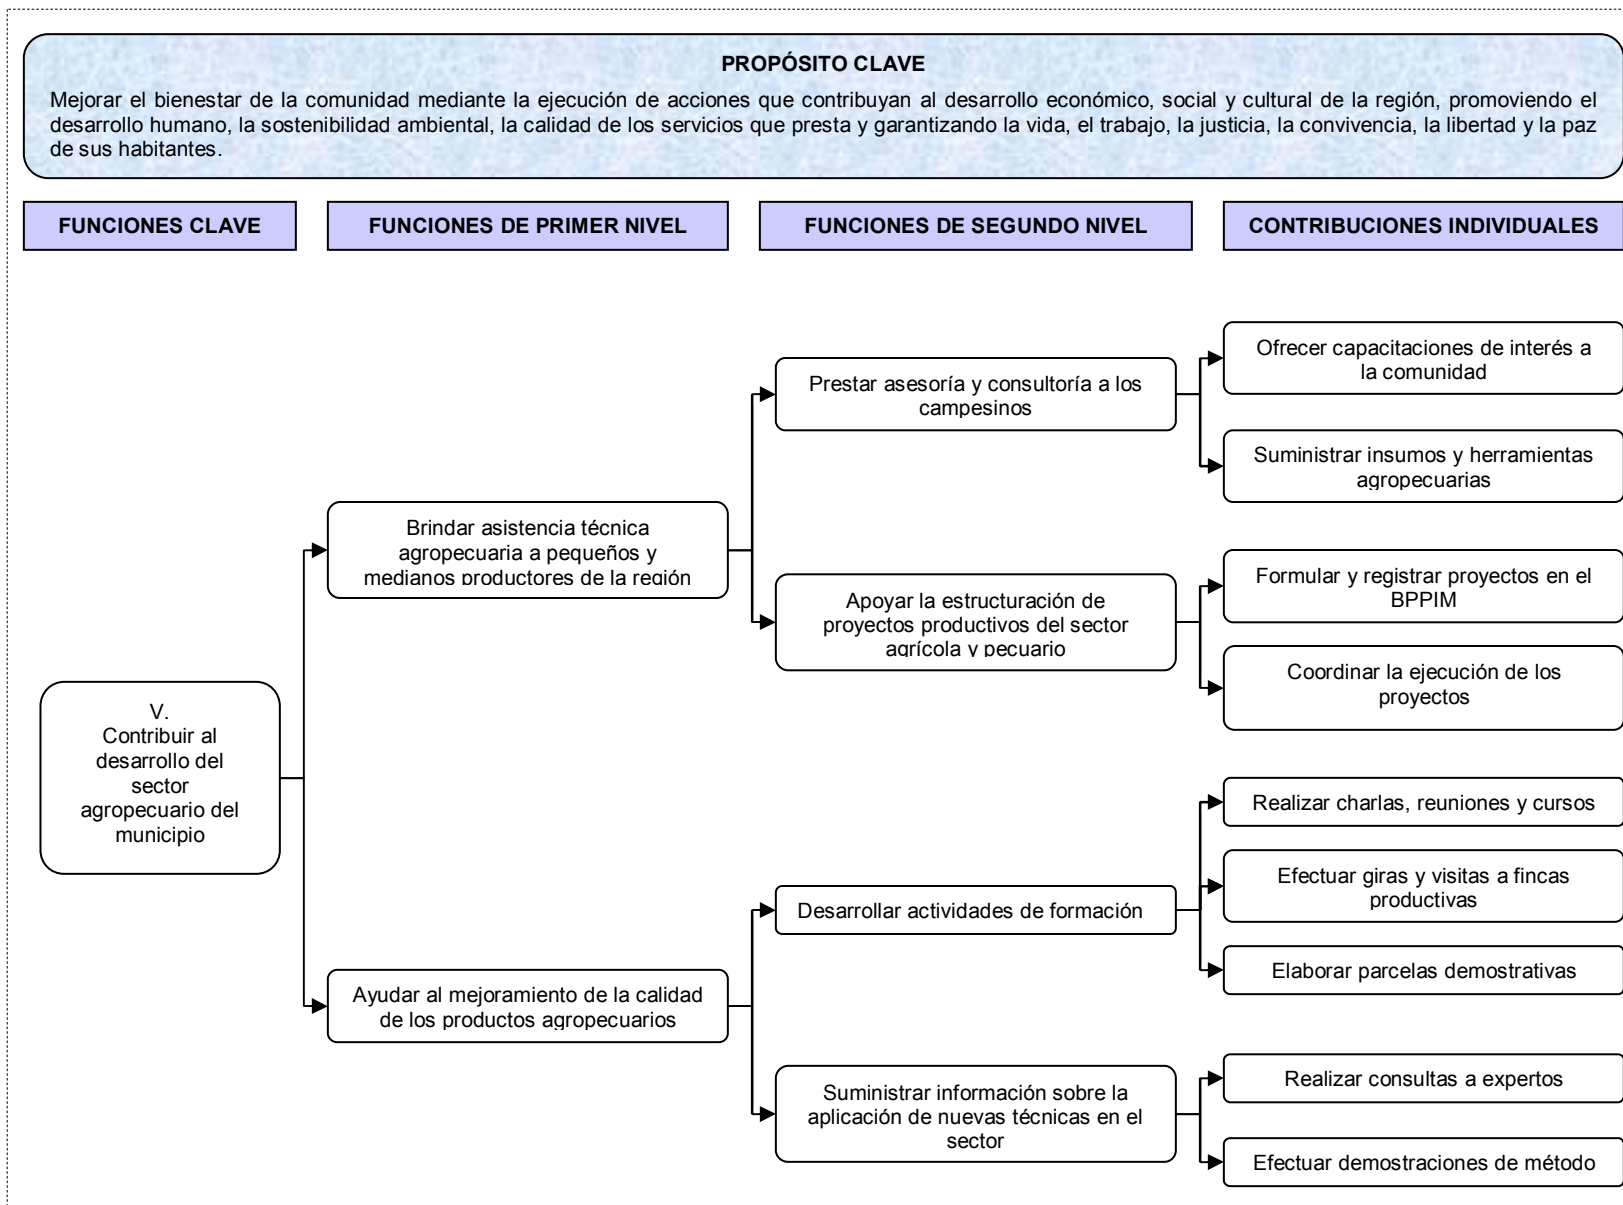 PROPÓSITO CLAVE
Mejorar el bienestar de la comunidad mediante la ejecución de acciones que contribuyan al desarrollo económico, social y cultural de la región, promoviendo el
desarrollo humano, la sostenibilidad ambiental, la calidad de los servicios que presta y garantizando la vida, el trabajo, la justicia, la convivencia, la libertad y la paz
de sus habitantes.
FUNCIONES CLAVE
FUNCIONES DE PRIMER NIVEL
FUNCIONES DE SEGUNDO NIVEL
CONTRIBUCIONES INDIVIDUALES
V.
Contribuir al
desarrollo del
sector
agropecuario del
municipio
Brindar asistencia técnica
agropecuaria a pequeños y
medianos productores de la región
Prestar asesoría y consultoría a los
campesinos
Ofrecer capacitaciones de interés a
la comunidad
Suministrar insumos y herramientas
agropecuarias
Apoyar la estructuración de
proyectos productivos del sector
agrícola y pecuario
Formular y registrar proyectos en el
BPPIM
Coordinar la ejecución de los
proyectos
Ayudar al mejoramiento de la calidad
de los productos agropecuarios
Desarrollar actividades de formación
Realizar charlas, reuniones y cursos
Efectuar giras y visitas a fincas
productivas
Elaborar parcelas demostrativas
Suministrar información sobre la
aplicación de nuevas técnicas en el
sector
Realizar consultas a expertos
Efectuar demostraciones de método